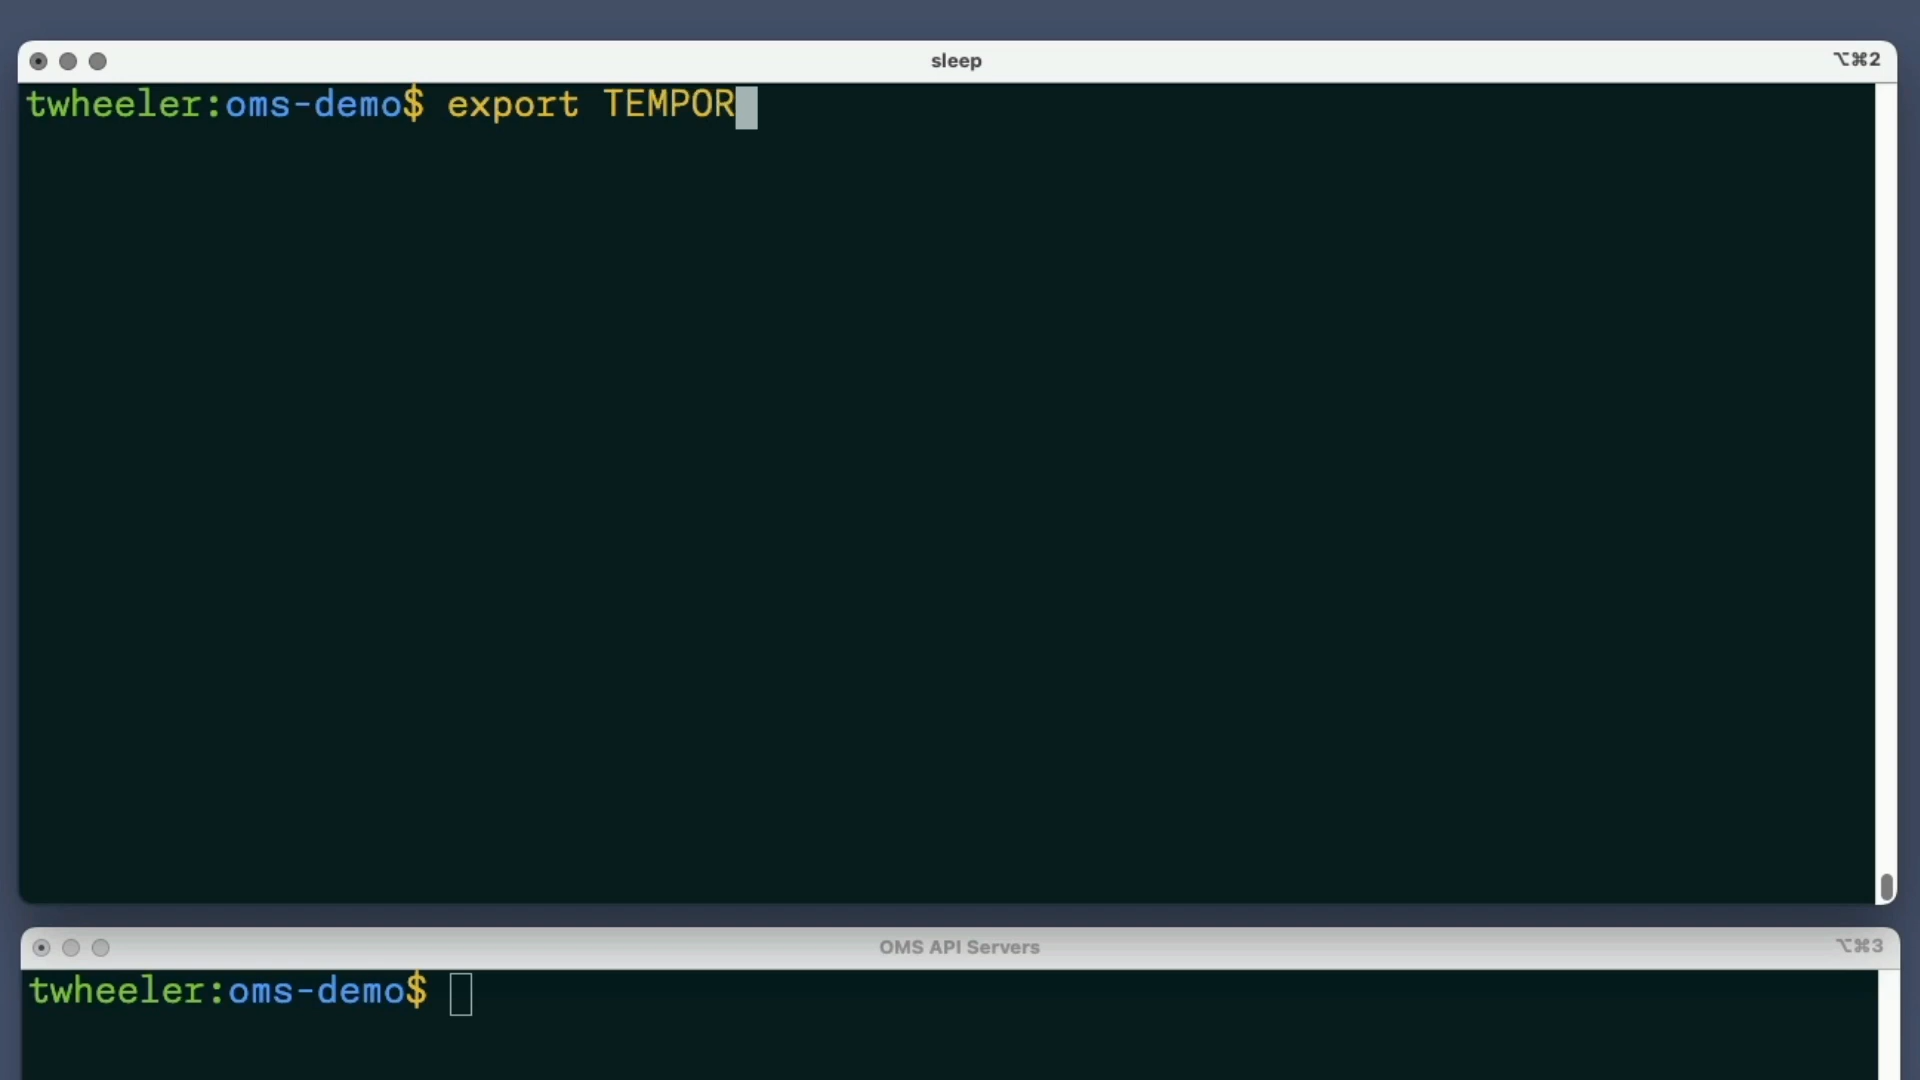 sleep
⌥⌘2
twheeler:oms-demo$ export TEMPOR
OMS API Servers
⌥⌘3
twheeler:oms-demo$